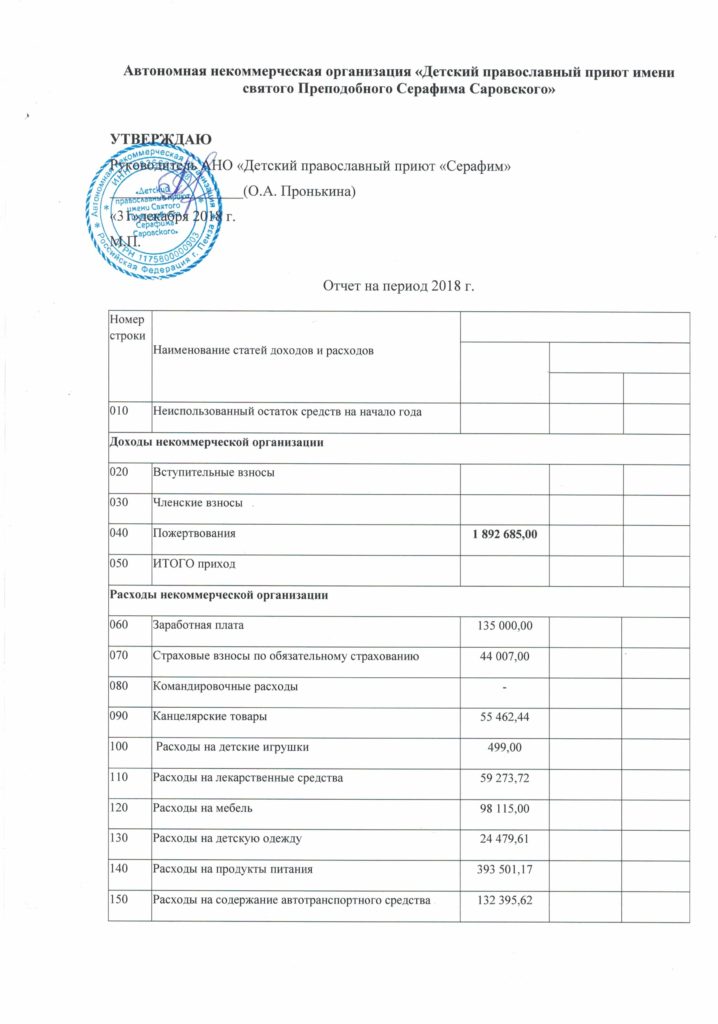 Автономная некоммерческая организация «Детский православный приют имени
святого Преподобного Серафима Саровского»
УТВЕРЖДАЮ
Руководитель АНО «Детский православный приют «Серафим»
(О.А. Пронькина)
«31»декабря 2018 г.
М.П.
Автономная некоммерческая организация
«Детский
православный приют
имени Святого
Серафима
Саровского»
ОГРН 1175800000903
Российская Федерация г. Пенза
Отчет на период 2018 г.
Номер
строки
Наименование статей доходов и расходов
010 Неиспользованный остаток средств на начало года
Доходы некоммерческой организации
020 Вступительные взносы
030 Членские взносы
040 Пожертвования 1 892 685,00
050 ИТОГО приход
Расходы некоммерческой организации
060 Заработная плата 135 000,00
070 Страховые взносы по обязательному страхованию 44 007,00
080 Командировочные расходы -
090 Канцелярские товары 55 462,44
100 Расходы на детские игрушки 499,00
110 Расходы на лекарственные средства 59 273,72
120 Расходы на мебель 98 115,00
130 Расходы на детскую одежду 24 479,61
140 Расходы на продукты питания 393 501,17
150 Расходы на содержание автотранспортного средства 132 395,62